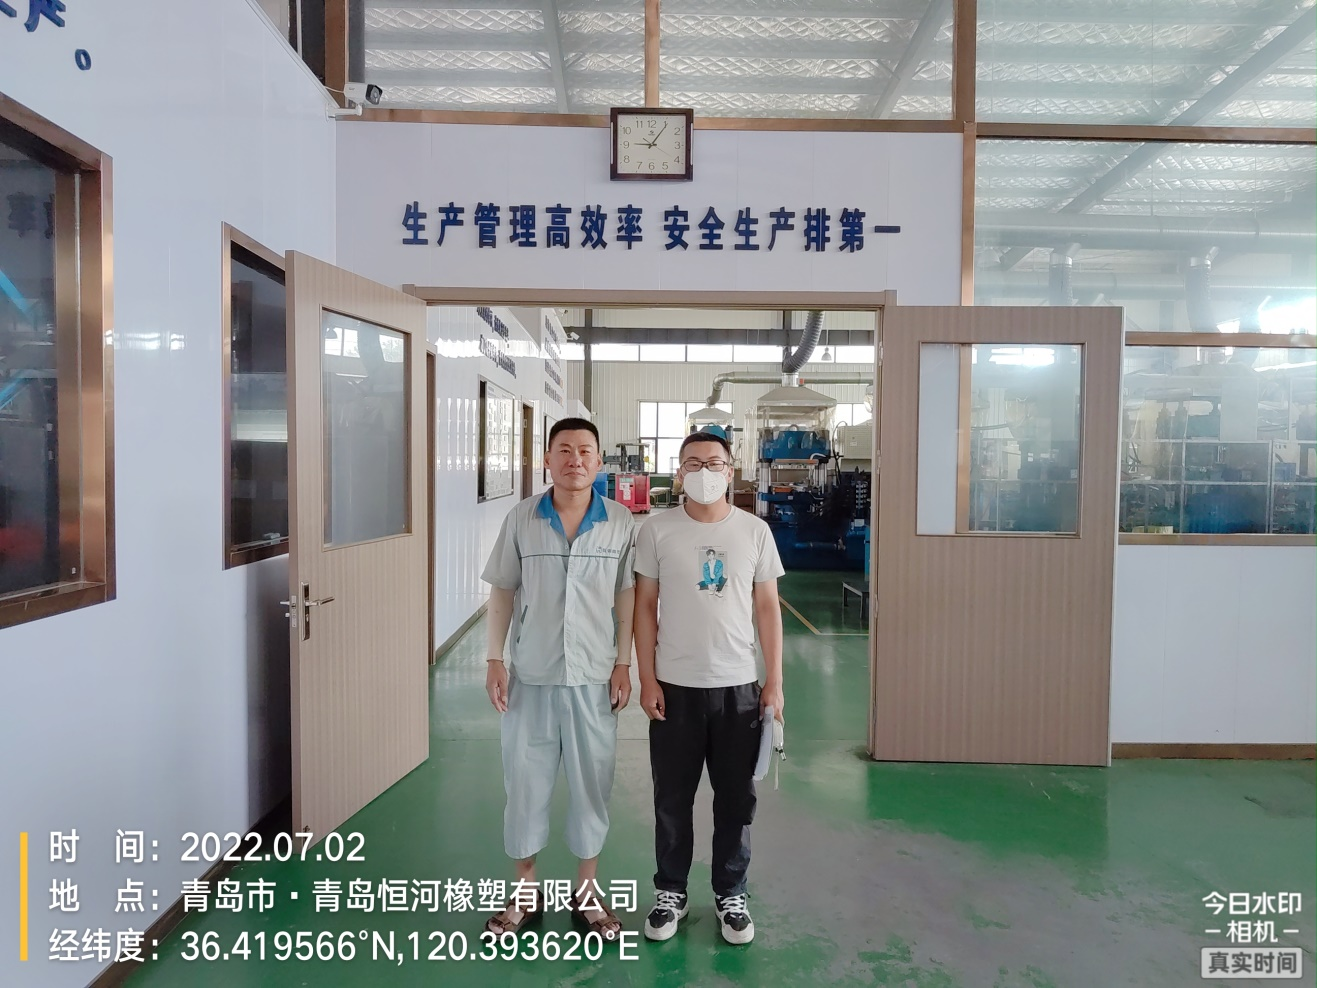 生产管理高效率 安全生产排第一
时 间: 2022.07.02
地 点: 青岛市·青岛恒河橡塑有限公司
经纬度: 36.419566°N,120.393620°E
今日水印
相机
真实时间